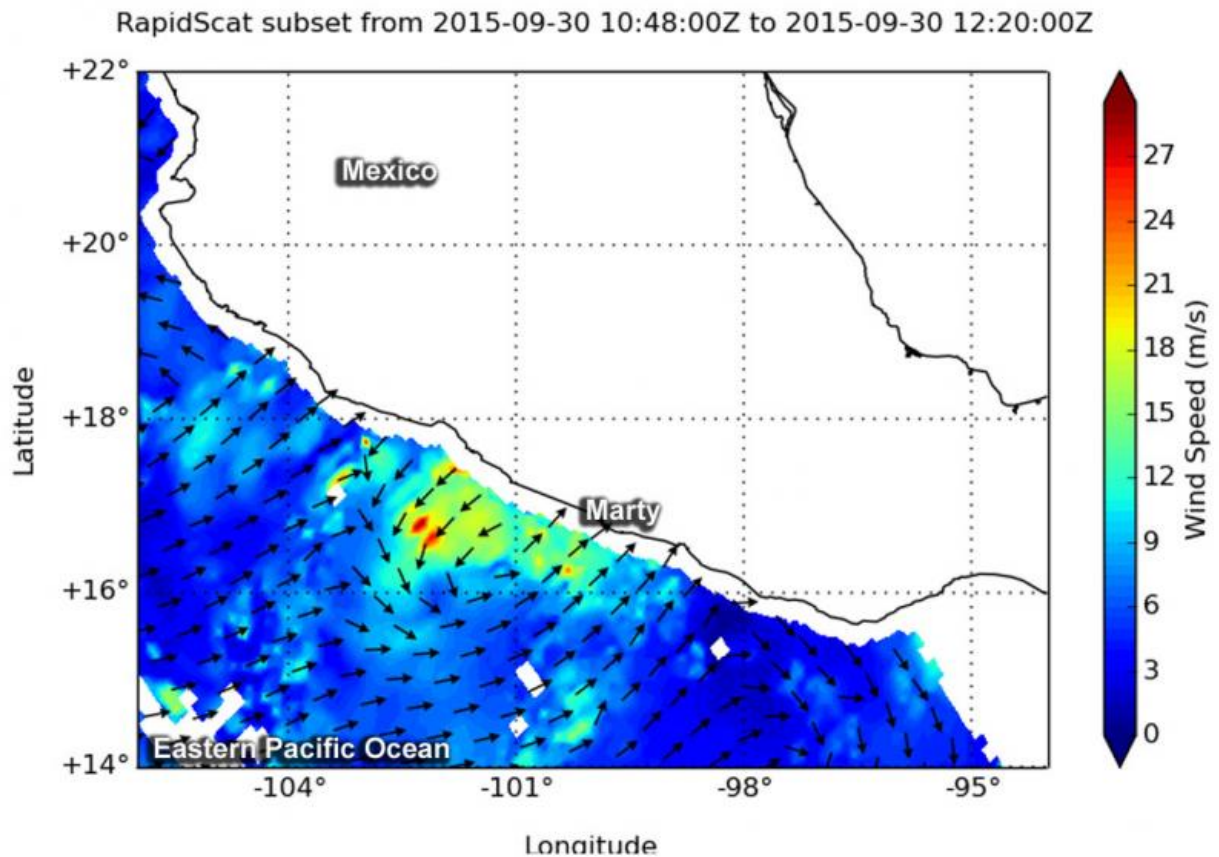 RapidScat subset from 2015-09-30 10:48:00Z to 2015-09-30 12:20:00Z
+22°
+20°
+18°
+16°
+14°
Latitude
Mexico
Marty
Eastern Pacific Ocean
-104°
-101°
-98°
-95°
Longitude
27
24
21
18
15
12
9
6
3
0
Wind Speed (m/s)